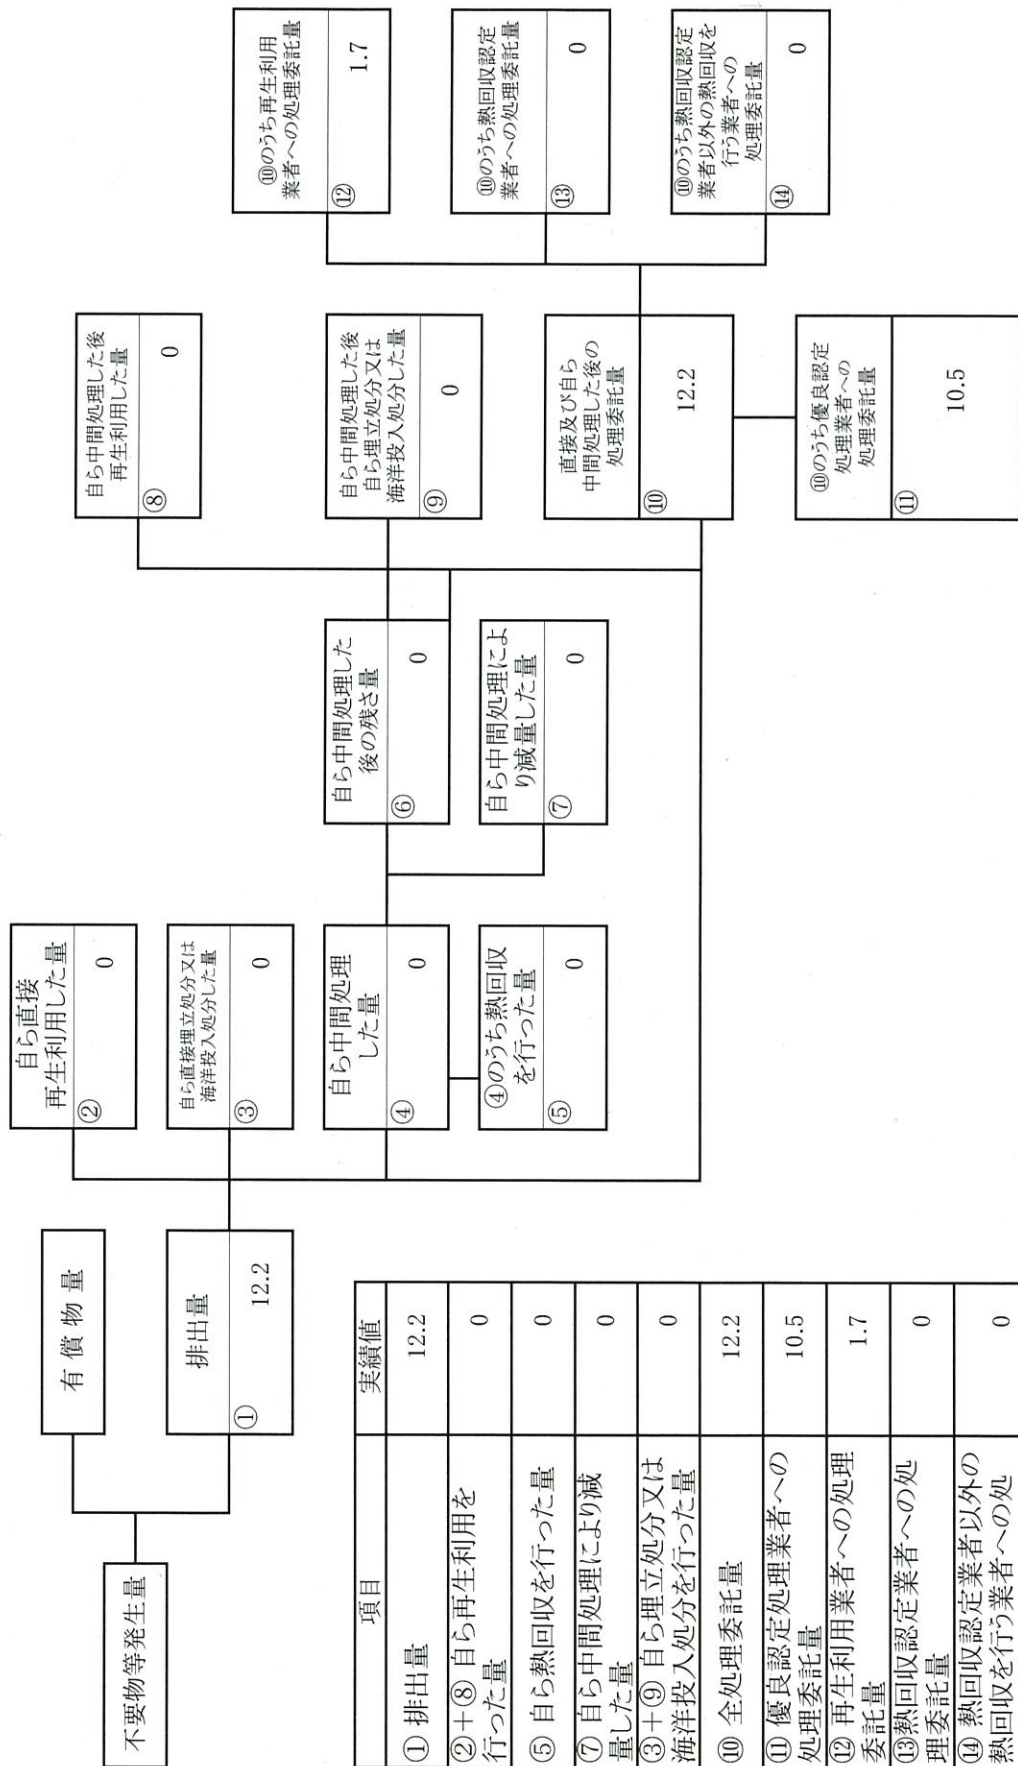 不要物等発生量
有償物量
排出量
①
12.2
自ら直接
再生利用した量
②
0
自ら直接埋立処分又は
海洋投入処分した量
③
0
自ら中間処理
した量
④
0
④のうち熱回収
を行った量
⑤
0
自ら中間処理した
後の残さ量
⑥
0
自ら中間処理によ
り減量した量
⑦
0
自ら中間処理した後
再生利用した量
⑧
0
自ら中間処理した後
自ら埋立処分又は
海洋投入処分した量
⑨
0
直接及び自ら
中間処理した後の
処理委託量
⑩
12.2
⑩のうち優良認定
処理業者への
処理委託量
⑪
10.5
⑩のうち再生利用
業者への処理委託量
⑫
1.7
⑩のうち熱回収認定
業者への処理委託量
⑬
0
⑩のうち熱回収認定
業者以外の熱回収を
行う業者への
処理委託量
⑭
0
項目 実績値
① 排出量 12.2
②+⑧ 自ら再生利用を
行った量 0
⑤ 自ら熱回収を行った量 0
⑦ 自ら中間処理により減
量した量 0
③+⑨ 自ら埋立処分又は
海洋投入処分を行った量 0
⑩ 全処理委託量 12.2
⑪ 優良認定処理業者への
処理委託量 10.5
⑫ 再生利用業者への処理
委託量 1.7
⑬熱回収認定業者への処
理委託量 0
⑭ 熱回収認定業者以外の
熱回収を行う業者への処 0